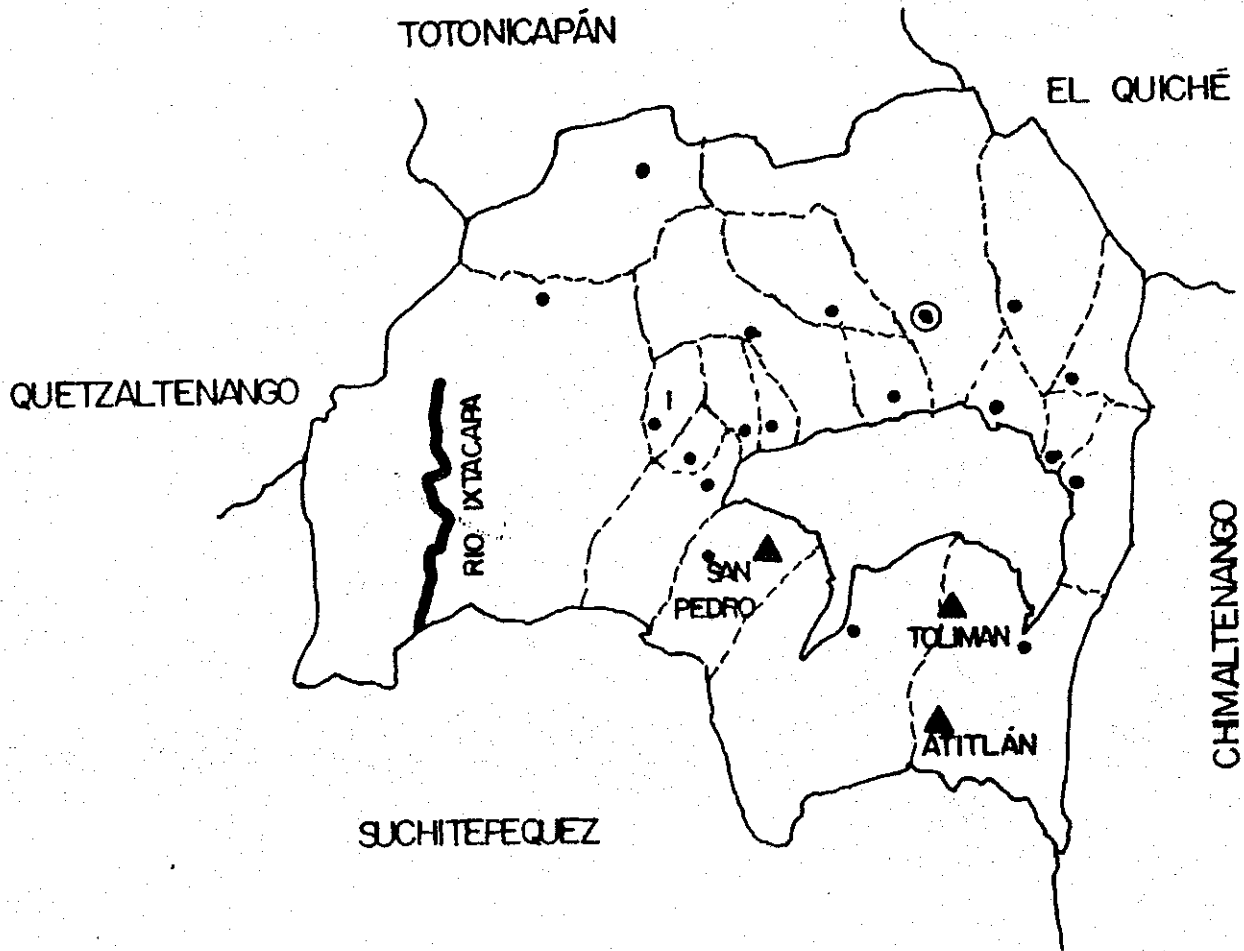 TOTONICAPÁN
EL QUICHÉ
QUETZALTENANGO
I
RIO IXTACAPA
SAN
PEDRO
TOLIMAN
ATITLÁN
CHIMALTENANGO
SUCHITEPEQUEZ